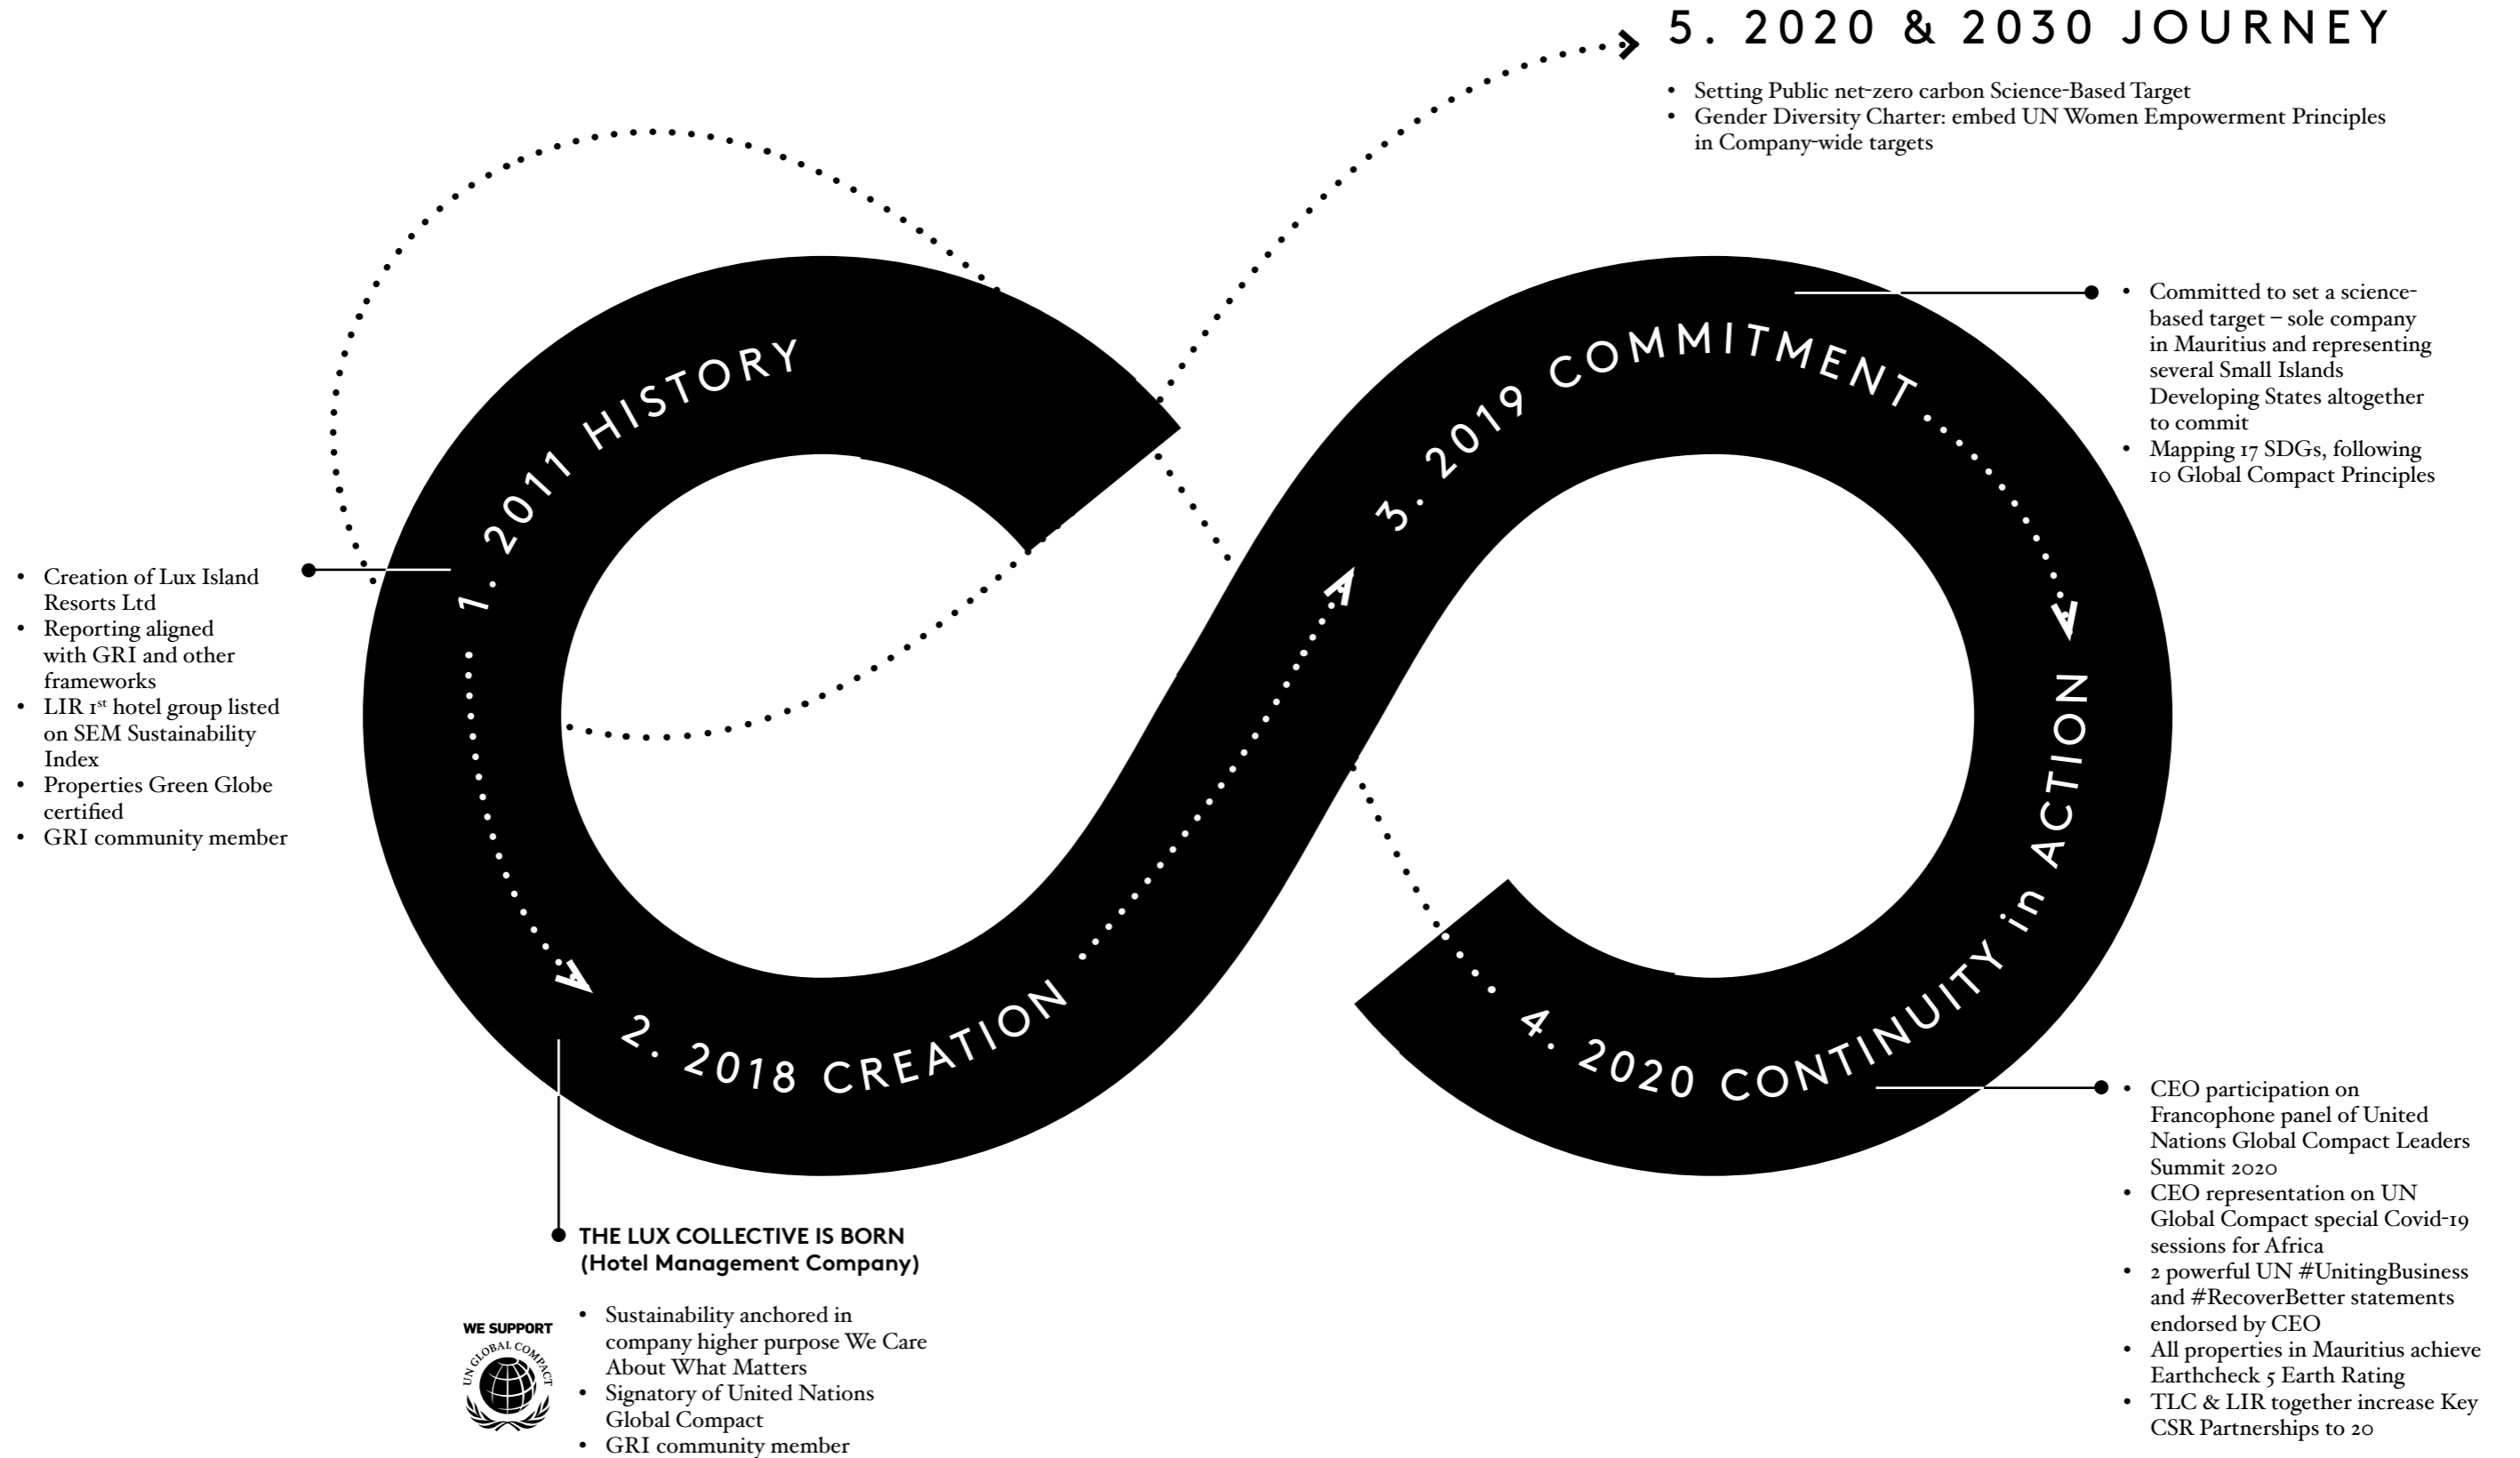 1. 2011 HISTORY
• Creation of Lux Island
Resorts Ltd
• Reporting aligned
with GRI and other
frameworks
• LIR 1st hotel group listed
on SEM Sustainability
Index
• Properties Green Globe
certified
• GRI community member
2. 2018 CREATION
THE LUX COLLECTIVE IS BORN
(Hotel Management Company)
WE SUPPORT
UN GLOBAL COMPACT
• Sustainability anchored in
company higher purpose We Care
About What Matters
• Signatory of United Nations
Global Compact
• GRI community member
3. 2019 COMMITMENT
• Committed to set a science-
based target – sole company
in Mauritius and representing
several Small Islands
Developing States altogether
to commit
• Mapping 17 SDGs, following
10 Global Compact Principles
4. 2020 CONTINUITY in ACTION
• CEO participation on
Francophone panel of United
Nations Global Compact Leaders
Summit 2020
• CEO representation on UN
Global Compact special Covid-19
sessions for Africa
• 2 powerful UN #UnitingBusiness
and #RecoverBetter statements
endorsed by CEO
• All properties in Mauritius achieve
Earthcheck 5 Earth Rating
• TLC & LIR together increase Key
CSR Partnerships to 20
5. 2020 & 2030 JOURNEY
• Setting Public net-zero carbon Science-Based Target
• Gender Diversity Charter: embed UN Women Empowerment Principles
in Company-wide targets